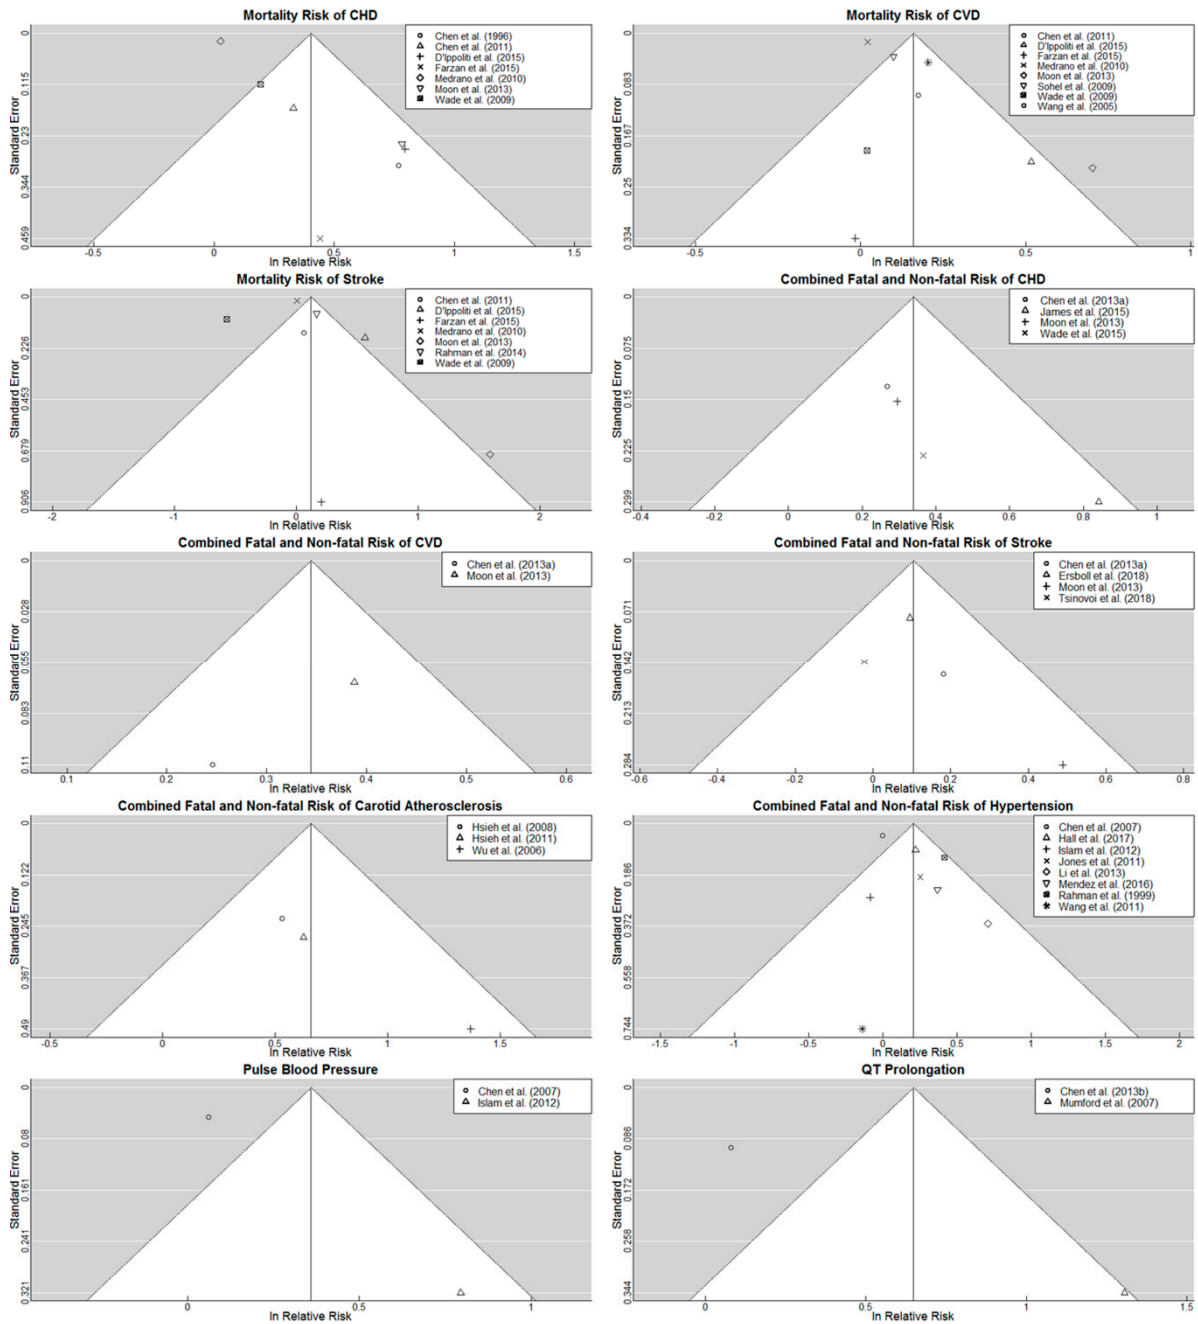 Mortality Risk of CHD
Standard Error
0
0.115
0.23
0.344
0.459
Chen et al. (1996)
Chen et al. (2011)
D'Ippoliti et al. (2015)
Farzan et al. (2015)
Medrano et al. (2010)
Moon et al. (2013)
Wade et al. (2009)
-0.5 0 0.5 1 1.5
ln Relative Risk
Mortality Risk of CVD
Standard Error
0
0.083
0.167
0.25
0.334
Chen et al. (2011)
D'Ippoliti et al. (2015)
Farzan et al. (2015)
Medrano et al. (2010)
Moon et al. (2013)
Sohel et al. (2009)
Wade et al. (2009)
Wang et al. (2005)
-0.5 0 0.5 1
ln Relative Risk
Mortality Risk of Stroke
Standard Error
0
0.226
0.453
0.679
0.906
Chen et al. (2011)
D'Ippoliti et al. (2015)
Farzan et al. (2015)
Medrano et al. (2010)
Moon et al. (2013)
Rahman et al. (2014)
Wade et al. (2009)
-2 -1 0 1 2
ln Relative Risk
Combined Fatal and Non-fatal Risk of CHD
Standard Error
0
0.075
0.15
0.225
0.299
Chen et al. (2013a)
James et al. (2015)
Moon et al. (2013)
Wade et al. (2015)
-0.4 -0.2 0 0.2 0.4 0.6 0.8 1
ln Relative Risk
Combined Fatal and Non-fatal Risk of CVD
Standard Error
0
0.028
0.055
0.083
0.11
Chen et al. (2013a)
Moon et al. (2013)
0.1 0.2 0.3 0.4 0.5 0.6
ln Relative Risk
Combined Fatal and Non-fatal Risk of Stroke
Standard Error
0
0.071
0.142
0.213
0.284
Chen et al. (2013a)
Ersboll et al. (2018)
Moon et al. (2013)
Tsinovoi et al. (2018)
-0.6 -0.4 -0.2 0 0.2 0.4 0.6 0.8
ln Relative Risk
Combined Fatal and Non-fatal Risk of Carotid Atherosclerosis
Standard Error
0
0.122
0.245
0.367
0.49
Hsieh et al. (2008)
Hsieh et al. (2011)
Wu et al. (2006)
-0.5 0 0.5 1 1.5
ln Relative Risk
Combined Fatal and Non-fatal Risk of Hypertension
Standard Error
0
0.186
0.372
0.558
0.744
Chen et al. (2007)
Hall et al. (2017)
Islam et al. (2012)
Jones et al. (2011)
Li et al. (2013)
Mendez et al. (2016)
Rahman et al. (1999)
Wang et al. (2011)
-1.5 -1 -0.5 0 0.5 1 1.5 2
ln Relative Risk
Pulse Blood Pressure
Standard Error
0
0.08
0.161
0.241
0.321
Chen et al. (2007)
Islam et al. (2012)
0 0.5 1
ln Relative Risk
QT Prolongation
Standard Error
0
0.086
0.172
0.258
0.344
Chen et al. (2013b)
Mumford et al. (2007)
0 0.5 1 1.5
ln Relative Risk